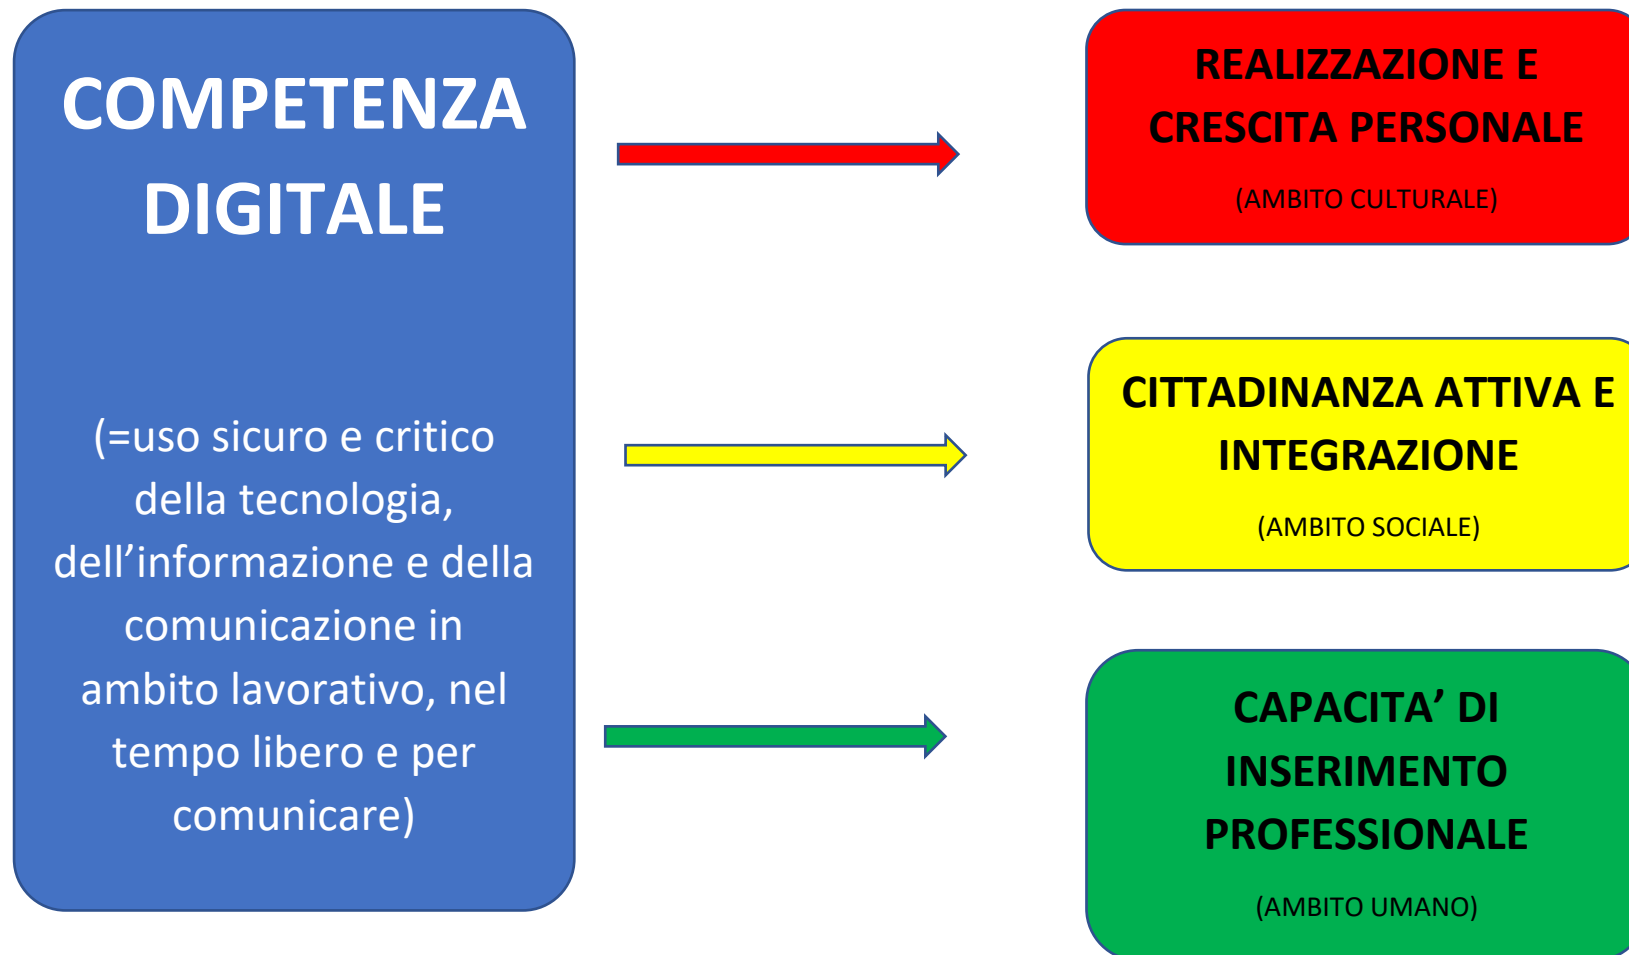 COMPETENZA
DIGITALE
(=uso sicuro e critico
della tecnologia,
dell’informazione e della
comunicazione in
ambito lavorativo, nel
tempo libero e per
comunicare)
REALIZZAZIONE E
CRESCITA PERSONALE
(AMBITO CULTURALE)
CITTADINANZA ATTIVA E
INTEGRAZIONE
(AMBITO SOCIALE)
CAPACITA’ DI
INSERIMENTO
PROFESSIONALE
(AMBITO UMANO)